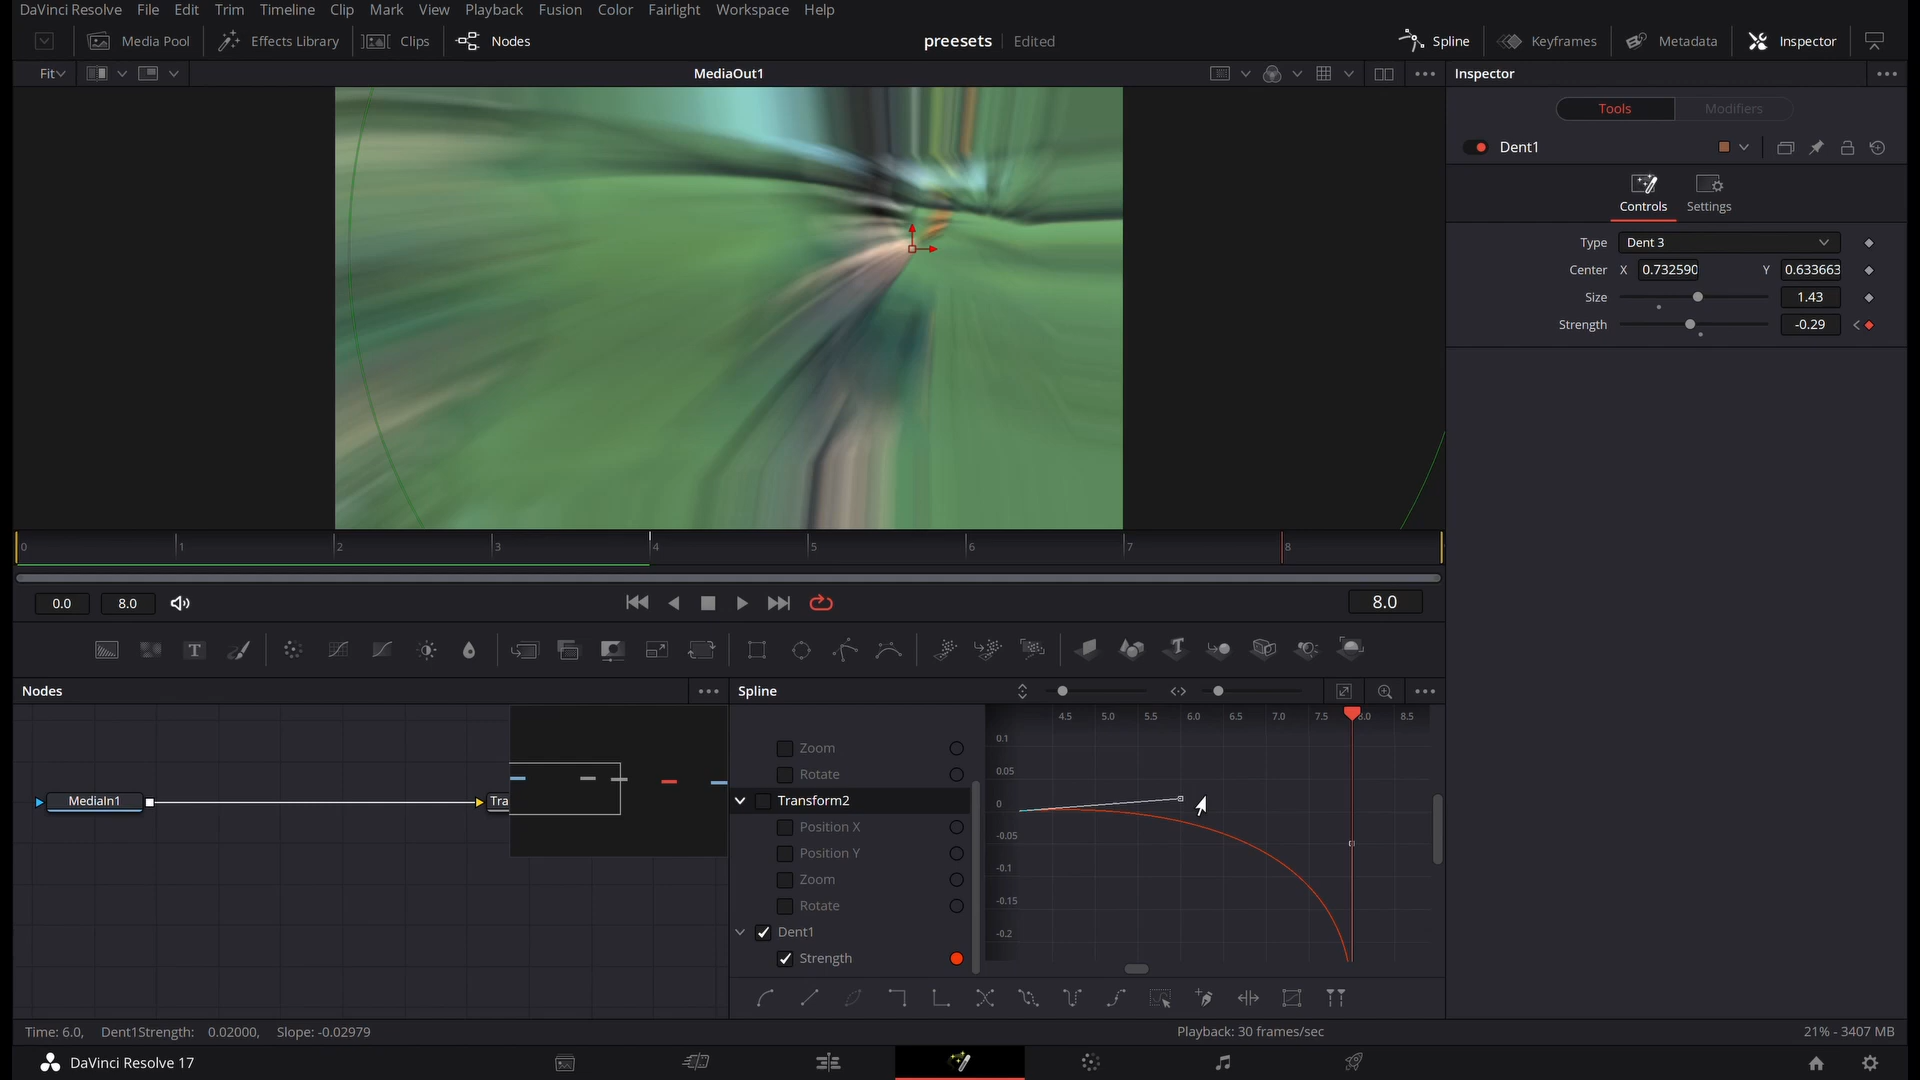 DaVinci Resolve File Edit Trim Timeline Clip Mark View Playback Fusion Color Fairlight Workspace Help
Media Pool Effects Library Clips Nodes preesets Edited Spline Keyframes Metadata Inspector
Fit MediaOut1 Inspector
Tools Modifiers
Dent1
Controls Settings
Type Dent 3
Center X 0.732590 Y 0.633663
Size 1.43
Strength -0.29
0 1 2 3 4 5 6 7 8
0.0 8.0 8.0
Nodes Spline
4.5 5.0 5.5 6.0 6.5 7.0 7.5 8.0 8.5
0.1
0.05
0
-0.05
-0.1
-0.15
-0.2
Zoom
Rotate
Transform2
Position X
Position Y
Zoom
Rotate
Dent1
Strength
MediaIn1 Tra
Time: 6.0, Dent1Strength: 0.02000, Slope: -0.02979 Playback: 30 frames/sec 21% - 3407 MB
DaVinci Resolve 17